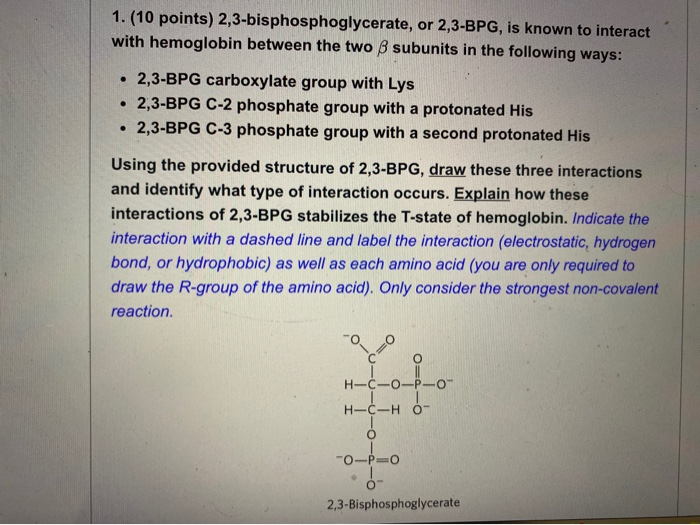 1. (10 points) 2,3-bisphosphoglycerate, or 2,3-BPG, is known to interact
with hemoglobin between the two β subunits in the following ways:
• 2,3-BPG carboxylate group with Lys
• 2,3-BPG C-2 phosphate group with a protonated His
• 2,3-BPG C-3 phosphate group with a second protonated His
Using the provided structure of 2,3-BPG, draw these three interactions
and identify what type of interaction occurs. Explain how these
interactions of 2,3-BPG stabilizes the T-state of hemoglobin. Indicate the
interaction with a dashed line and label the interaction (electrostatic, hydrogen
bond, or hydrophobic) as well as each amino acid (you are only required to
draw the R-group of the amino acid). Only consider the strongest non-covalent
reaction.
⁻O O
C O
H—C—O—P—O⁻
H—C—H O⁻
O
⁻O—P=O
O⁻
2,3-Bisphosphoglycerate